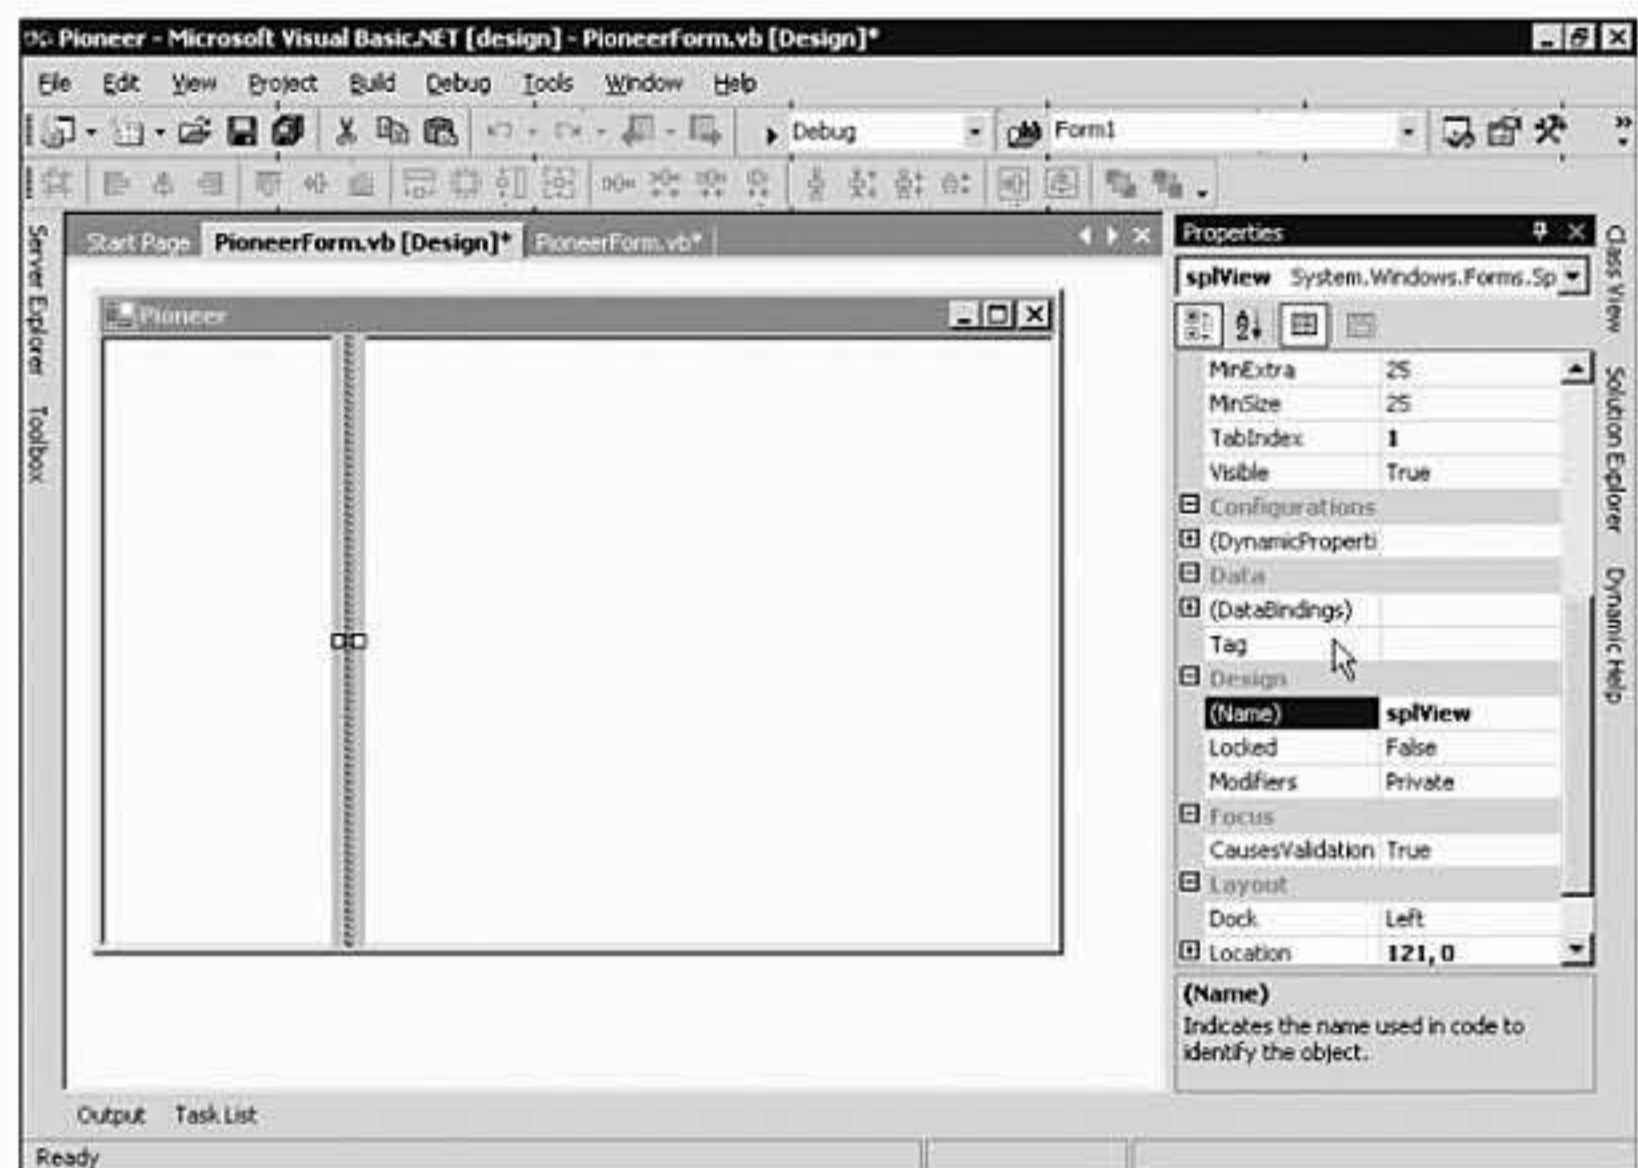 Pioneer - Microsoft Visual Basic.NET [design] - PioneerForm.vb [Design]*
File Edit View Project Build Debug Tools Window Help
Debug Form1
Server Explorer
Toolbox
Start Page PioneerForm.vb [Design]* PioneerForm.vb*
Pioneer
Properties
splView System.Windows.Forms.Sp
MinExtra 25
MinSize 25
TabIndex 1
Visible True
Configurations
(DynamicProperti
Data
(DataBindings)
Tag
Design
(Name) splView
Locked False
Modifiers Private
Focus
CausesValidation True
Layout
Dock Left
Location 121, 0
(Name)
Indicates the name used in code to
identify the object.
Class View
Solution Explorer
Dynamic Help
Output Task List
Ready